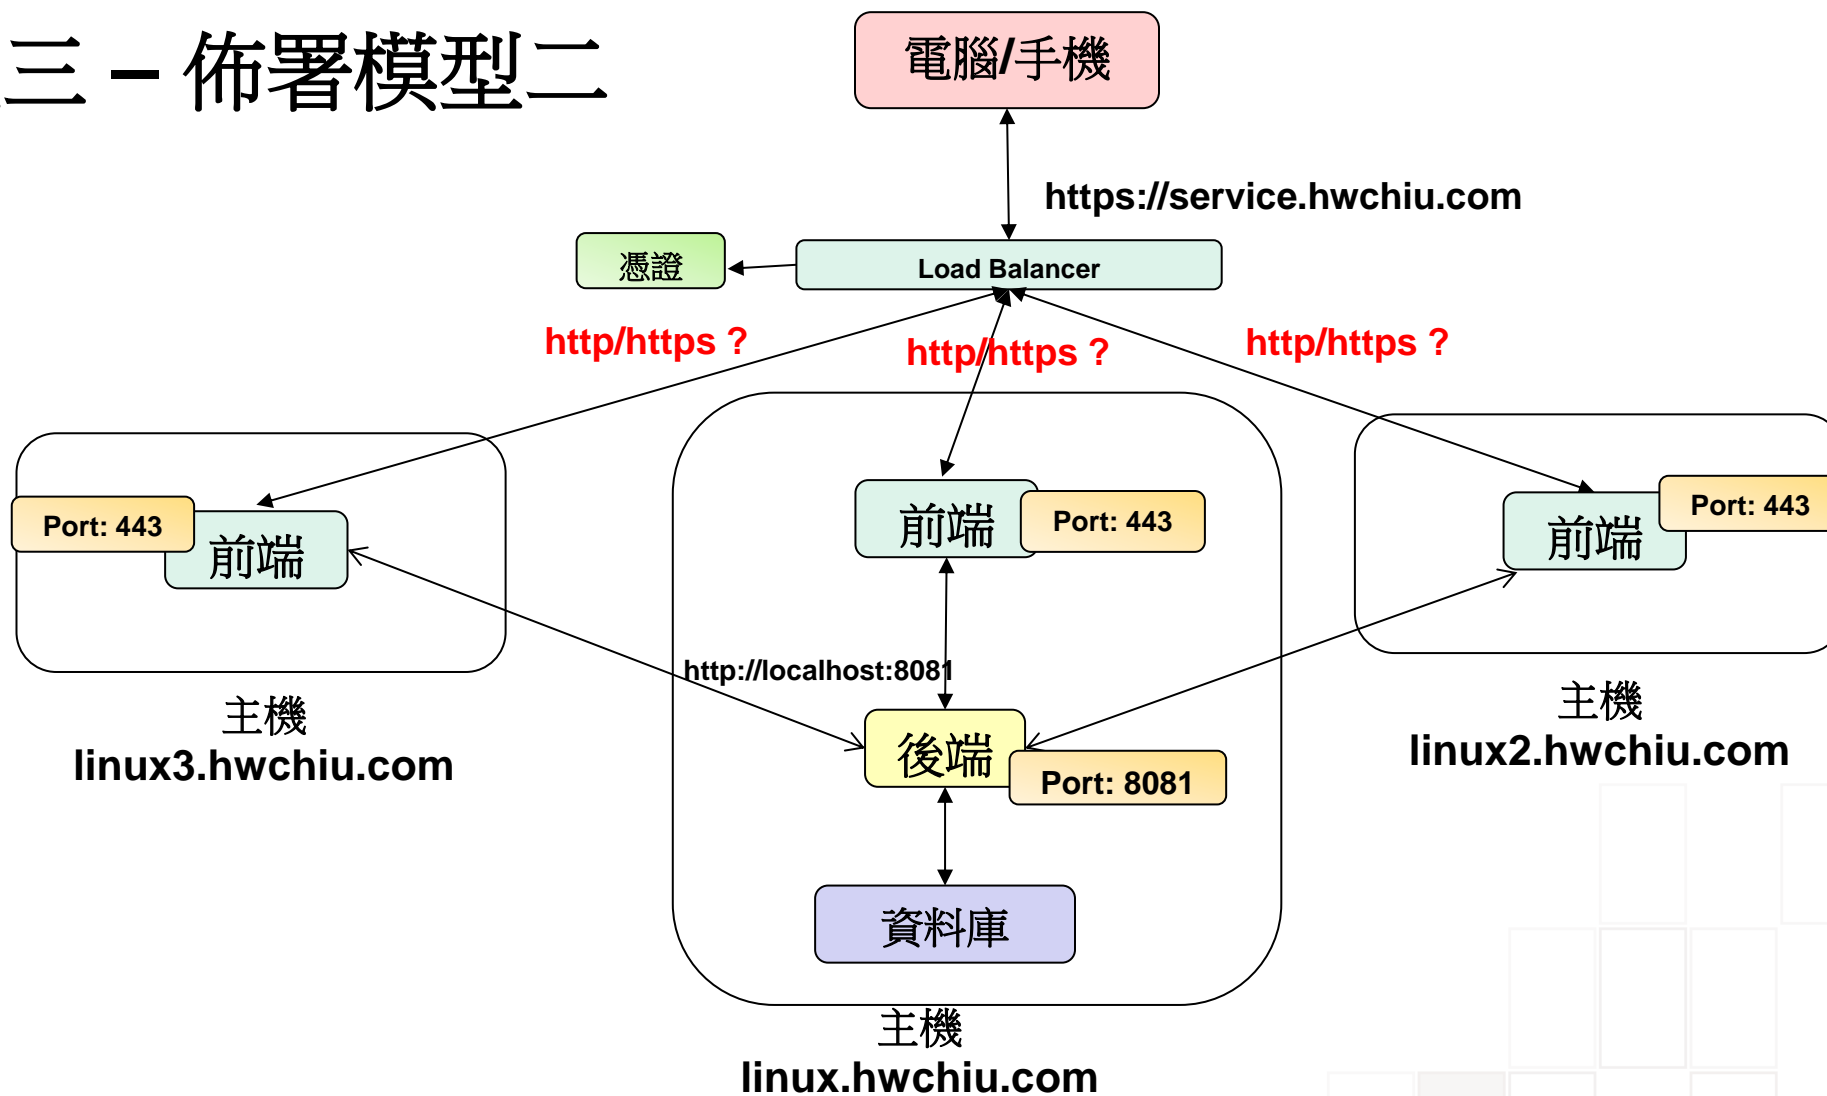 三 – 佈署模型二
電腦/手機
https://service.hwchiu.com
憑證
Load Balancer
http/https ?
http/https ?
http/https ?
Port: 443
前端
前端
Port: 443
前端
Port: 443
http://localhost:8081
後端
Port: 8081
主機
linux3.hwchiu.com
主機
linux2.hwchiu.com
資料庫
主機
linux.hwchiu.com